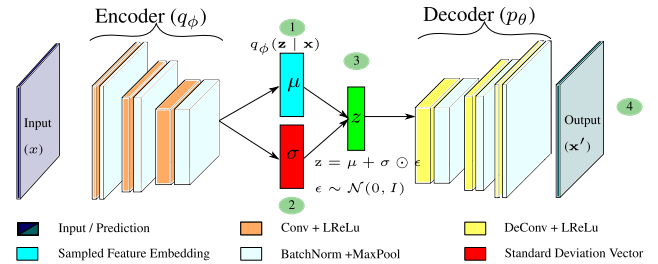 Encoder (qϕ)
Decoder (pθ)
1
qϕ(z | x)
3
μ
Input
(x)
z
Output
(x′)
4
σ
z = μ + σ ⊙ ϵ
ϵ ∼ 𝒩(0, I)
2
Input / Prediction
Conv + LReLu
DeConv + LReLu
Sampled Feature Embedding
BatchNorm +MaxPool
Standard Deviation Vector